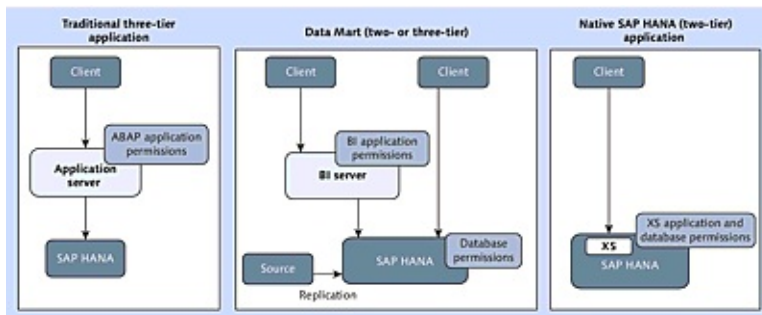 Traditional three-tier
application
Client
ABAP application
permissions
Application
server
SAP HANA
Data Mart (two- or three-tier)
Client
Client
BI application
permissions
BI server
Database
permissions
Source
SAP HANA
Replication
Native SAP HANA (two-tier)
application
Client
XS application and
database permissions
XS
SAP HANA